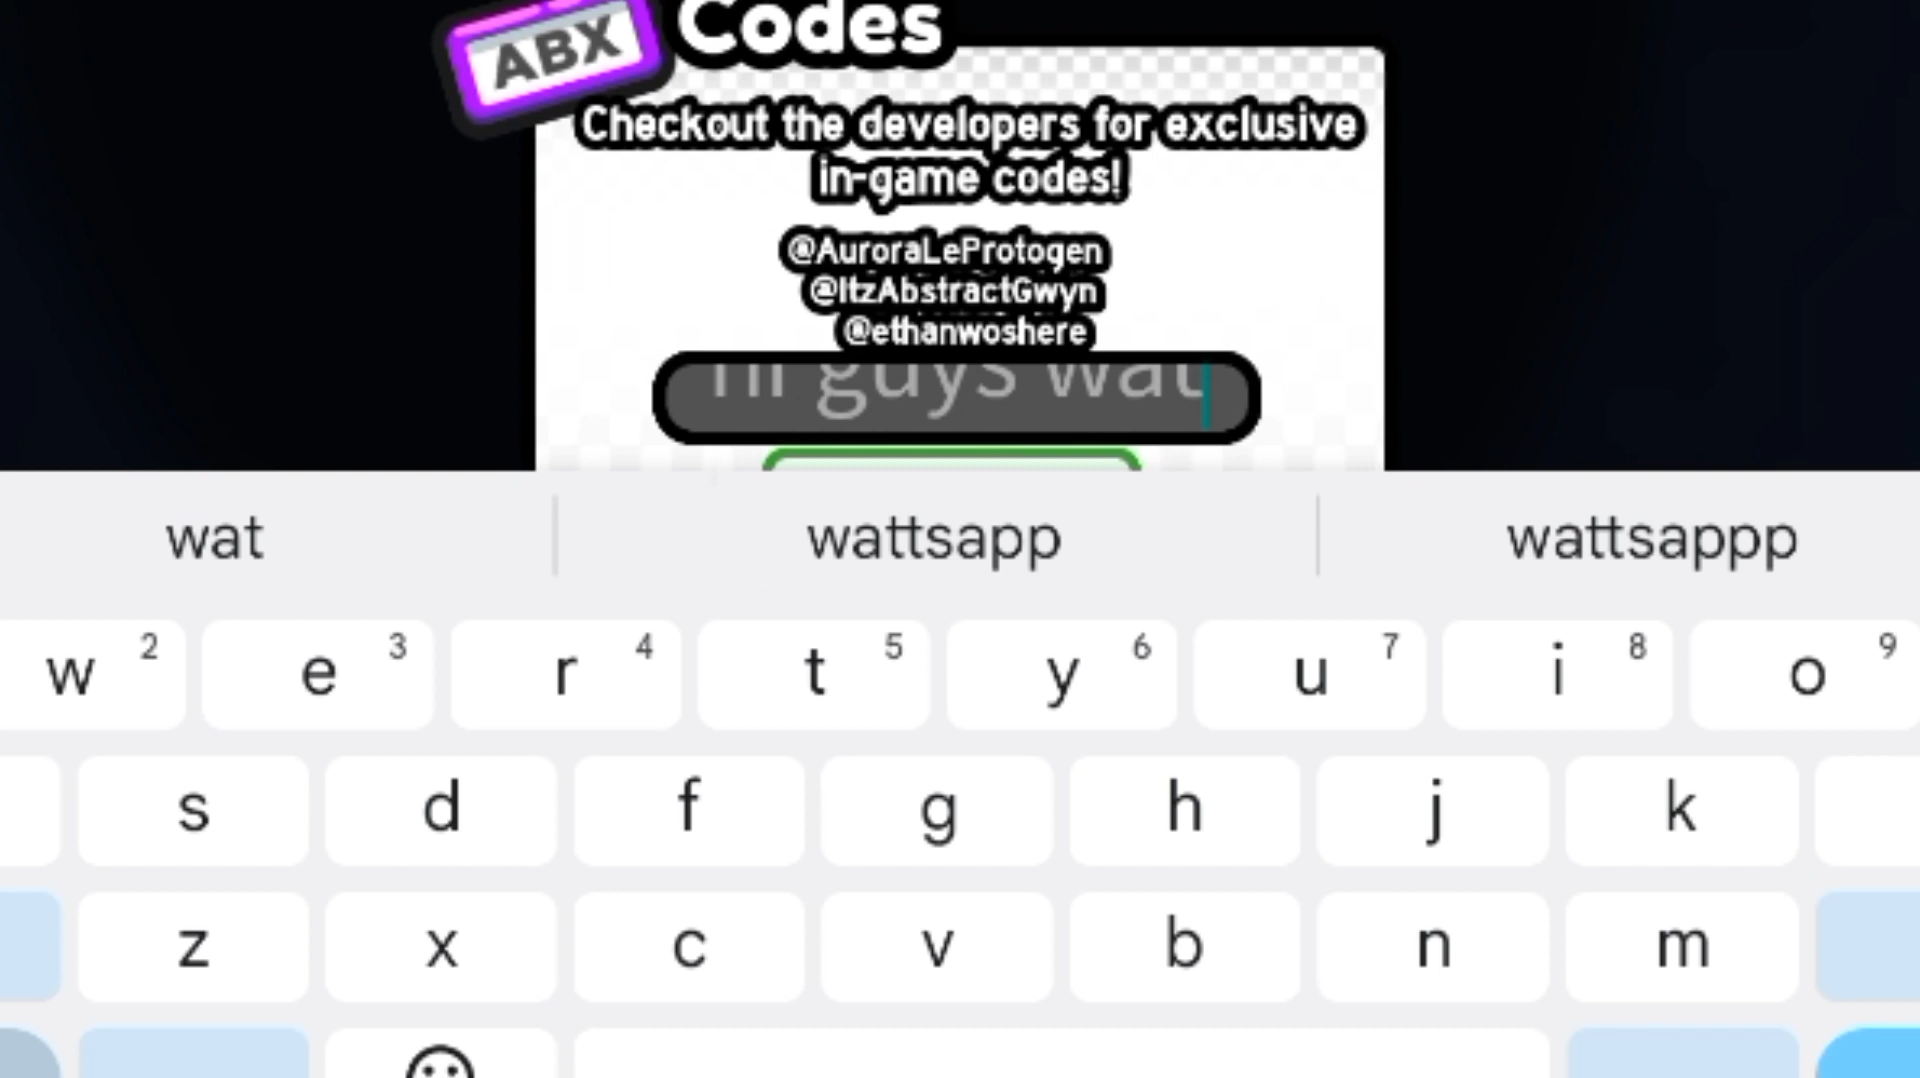 ABX Codes
Checkout the developers for exclusive
in-game codes!
@AuroraLeProtogen
@ItzAbstractGwyn
@ethanwoshere
hi guys wat
wat wattsapp wattsappp
w 2 e 3 r 4 t 5 y 6 u 7 i 8 o 9
s d f g h j k
z x c v b n m